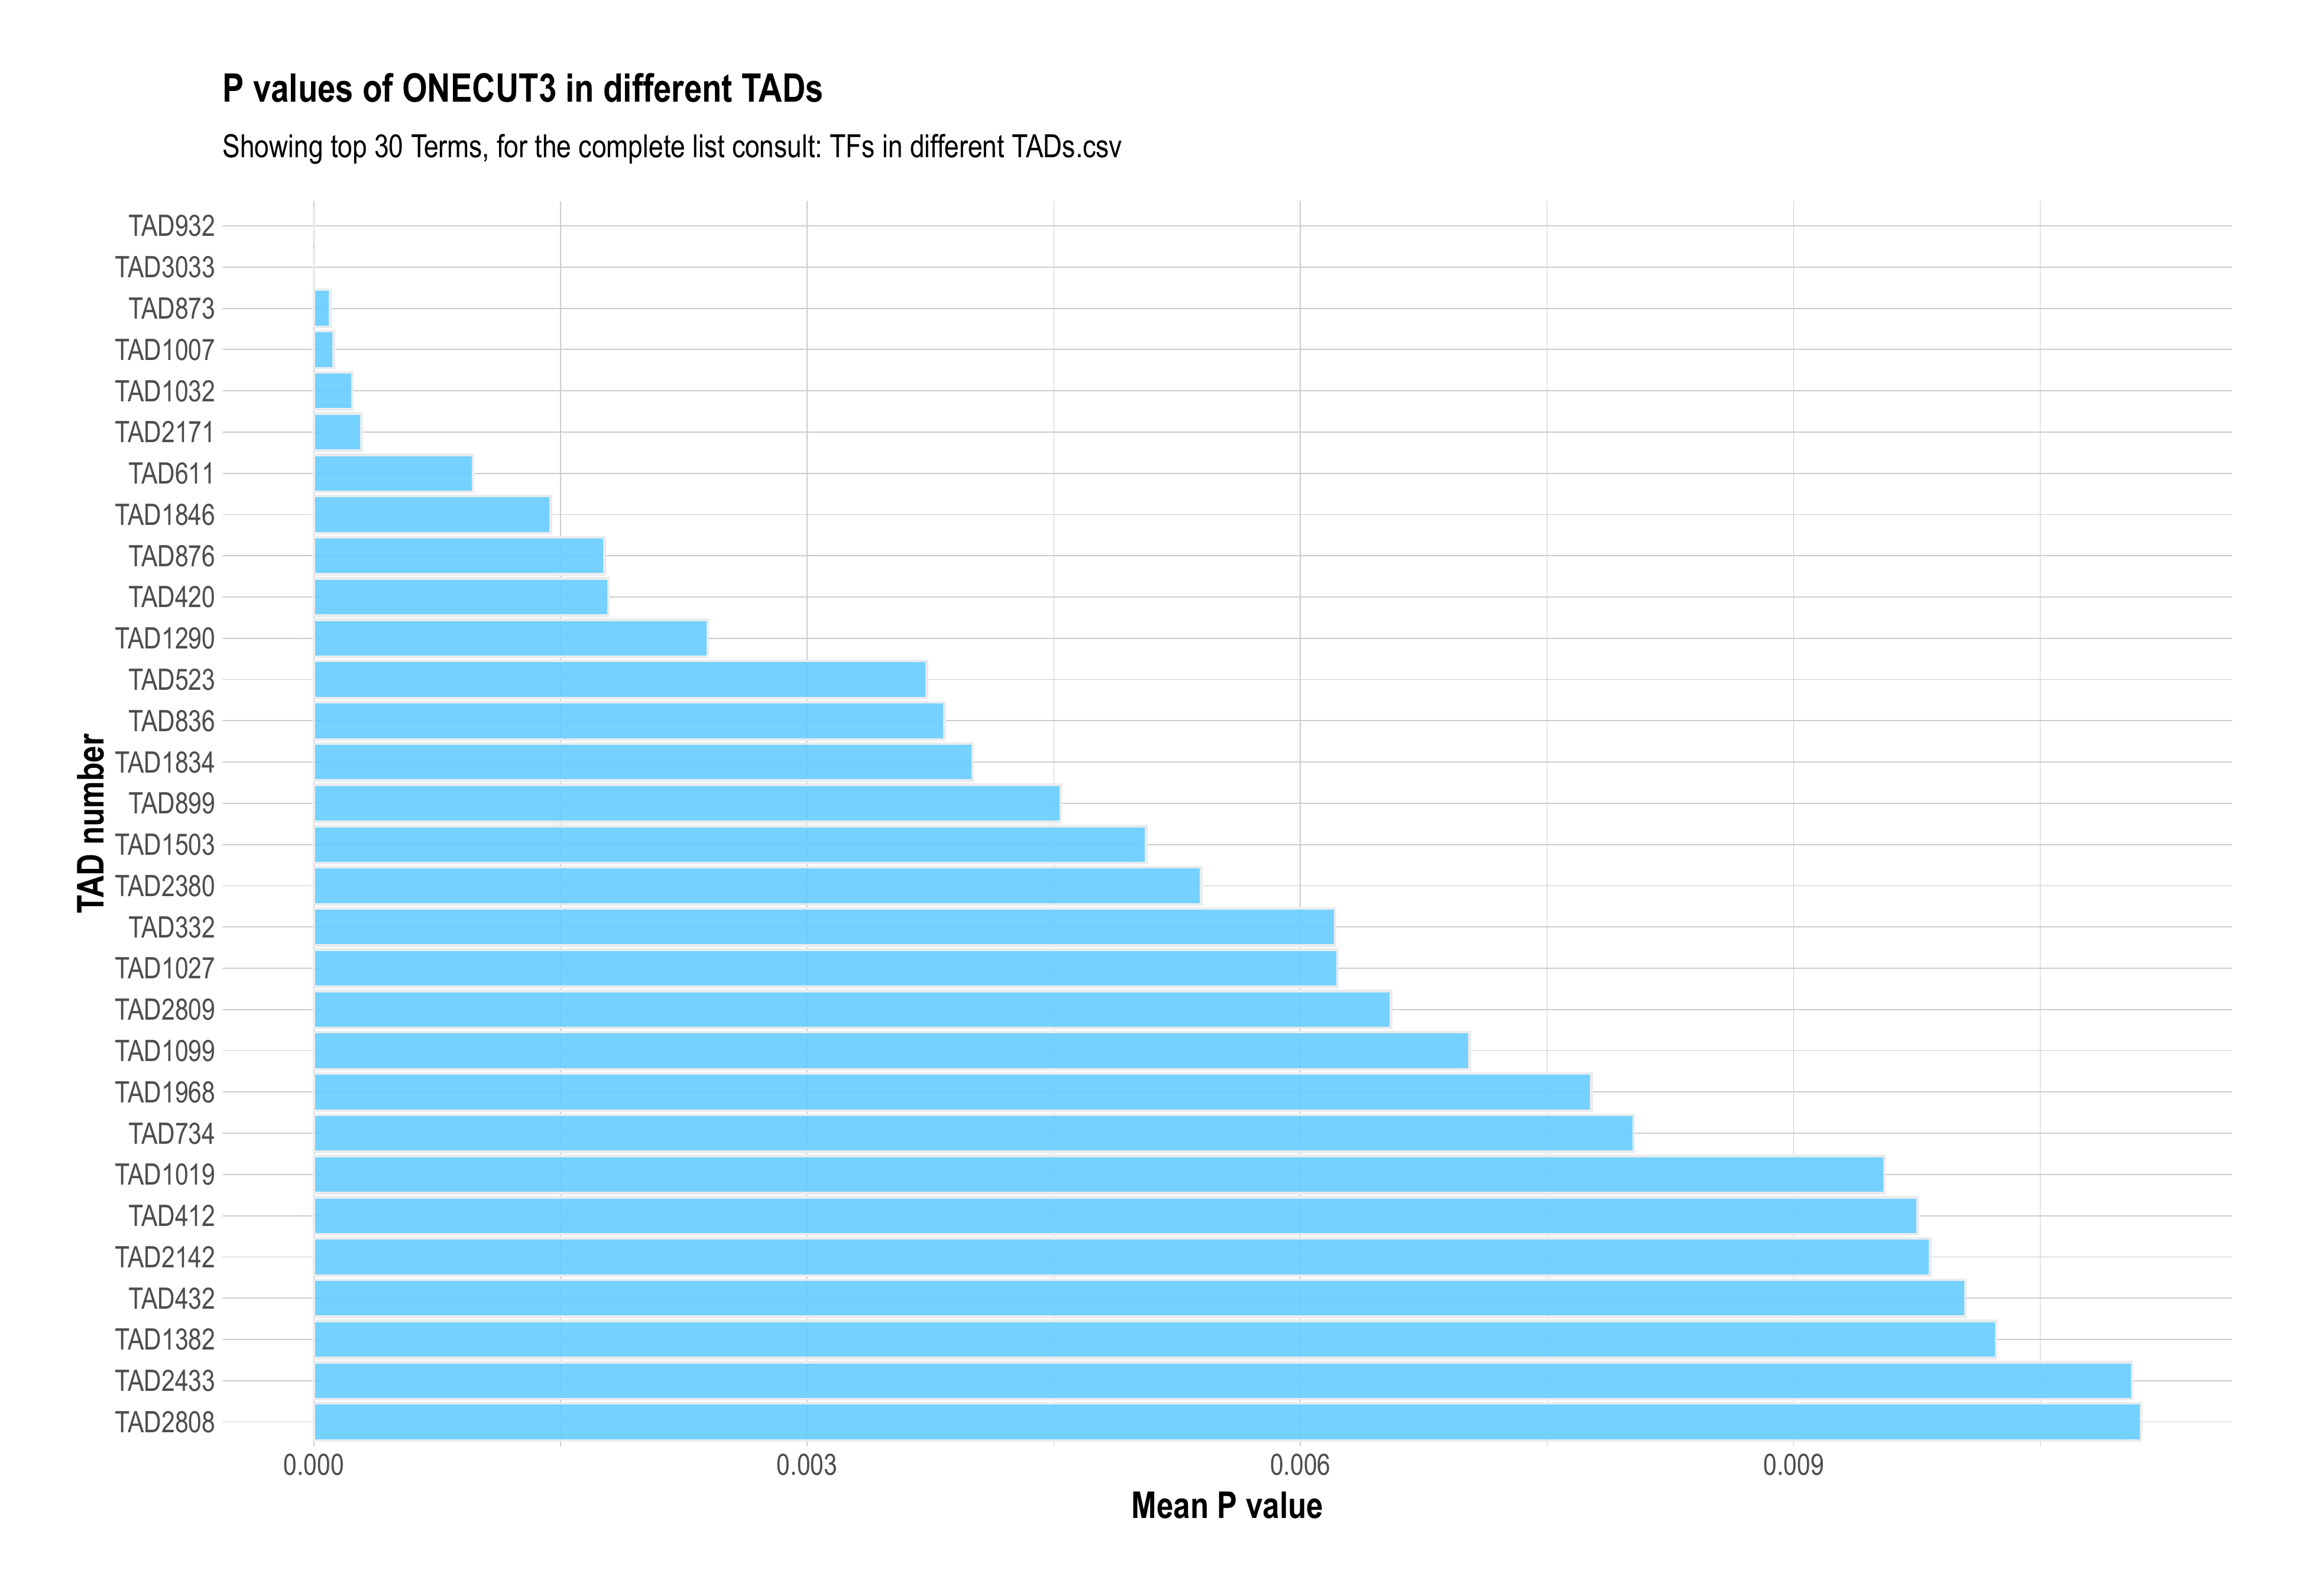 P values of ONECUT3 in different TADs
Showing top 30 Terms, for the complete list consult: TFs in different TADs.csv
TAD number
TAD932
TAD3033
TAD873
TAD1007
TAD1032
TAD2171
TAD611
TAD1846
TAD876
TAD420
TAD1290
TAD523
TAD836
TAD1834
TAD899
TAD1503
TAD2380
TAD332
TAD1027
TAD2809
TAD1099
TAD1968
TAD734
TAD1019
TAD412
TAD2142
TAD432
TAD1382
TAD2433
TAD2808
0.000 0.003 0.006 0.009
Mean P value